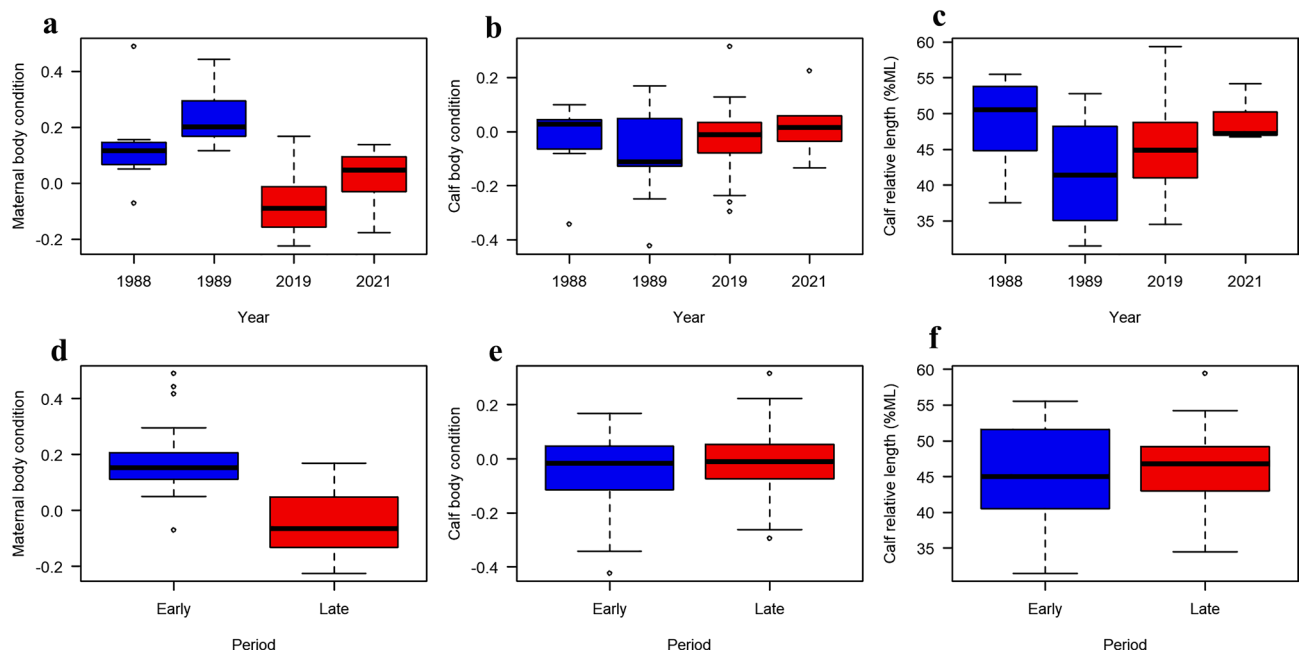 a
Maternal body condition
0.4
0.2
0.0
-0.2
1988 1989 2019 2021
Year
b
Calf body condition
0.2
0.0
-0.2
-0.4
1988 1989 2019 2021
Year
c
Calf relative length (%ML)
60
55
50
45
40
35
1988 1989 2019 2021
Year
d
Maternal body condition
0.4
0.2
0.0
-0.2
Early Late
Period
e
Calf body condition
0.2
0.0
-0.2
-0.4
Early Late
Period
f
Calf relative length (%ML)
60
55
50
45
40
35
Early Late
Period